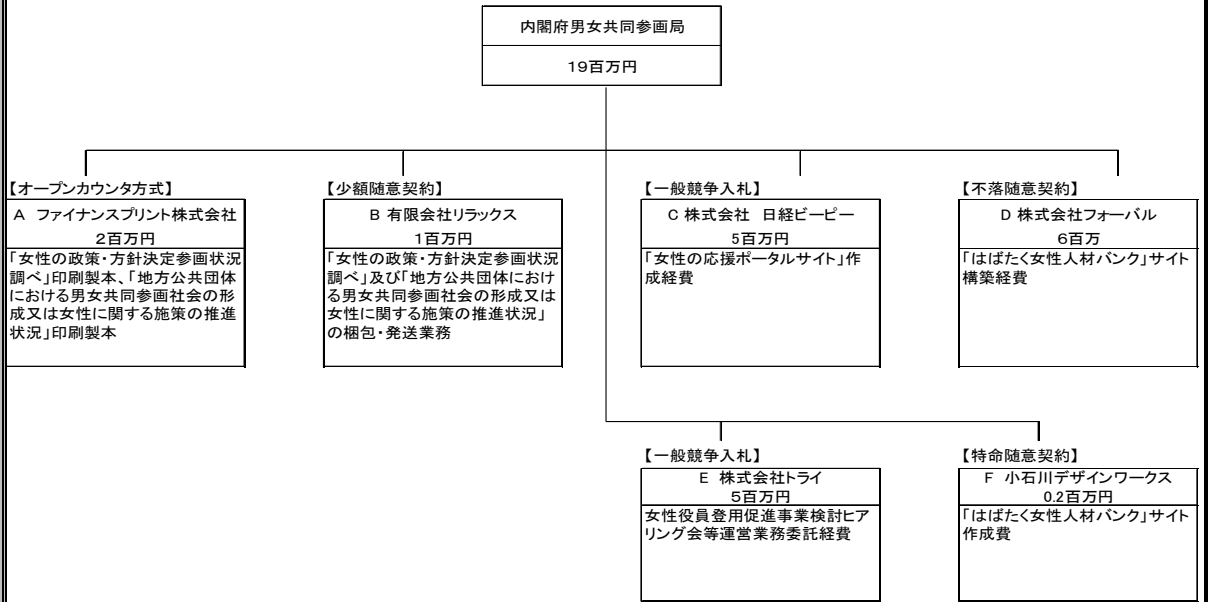 内閣府男女共同参画局
19百万円
【オープンカウンタ方式】
A ファイナンスプリント株式会社
2百万円
「女性の政策・方針決定参画状況
調べ」印刷製本、「地方公共団体
における男女共同参画社会の形
成又は女性に関する施策の推進
状況」印刷製本
【少額随意契約】
B 有限会社リラックス
1百万円
「女性の政策・方針決定参画状況
調べ」及び「地方公共団体におけ
る男女共同参画社会の形成又は
女性に関する施策の推進状況」
の梱包・発送業務
【一般競争入札】
C 株式会社 日経ビーピー
5百万円
「女性の応援ポータルサイト」作
成経費
【不落随意契約】
D 株式会社フォーバル
6百万
「はばたく女性人材バンク」サイト
構築経費
【一般競争入札】
E 株式会社トライ
5百万円
女性役員登用促進事業検討ヒア
リング会等運営業務委託経費
【特命随意契約】
F 小石川デザインワークス
0.2百万円
「はばたく女性人材バンク」サイト
作成費